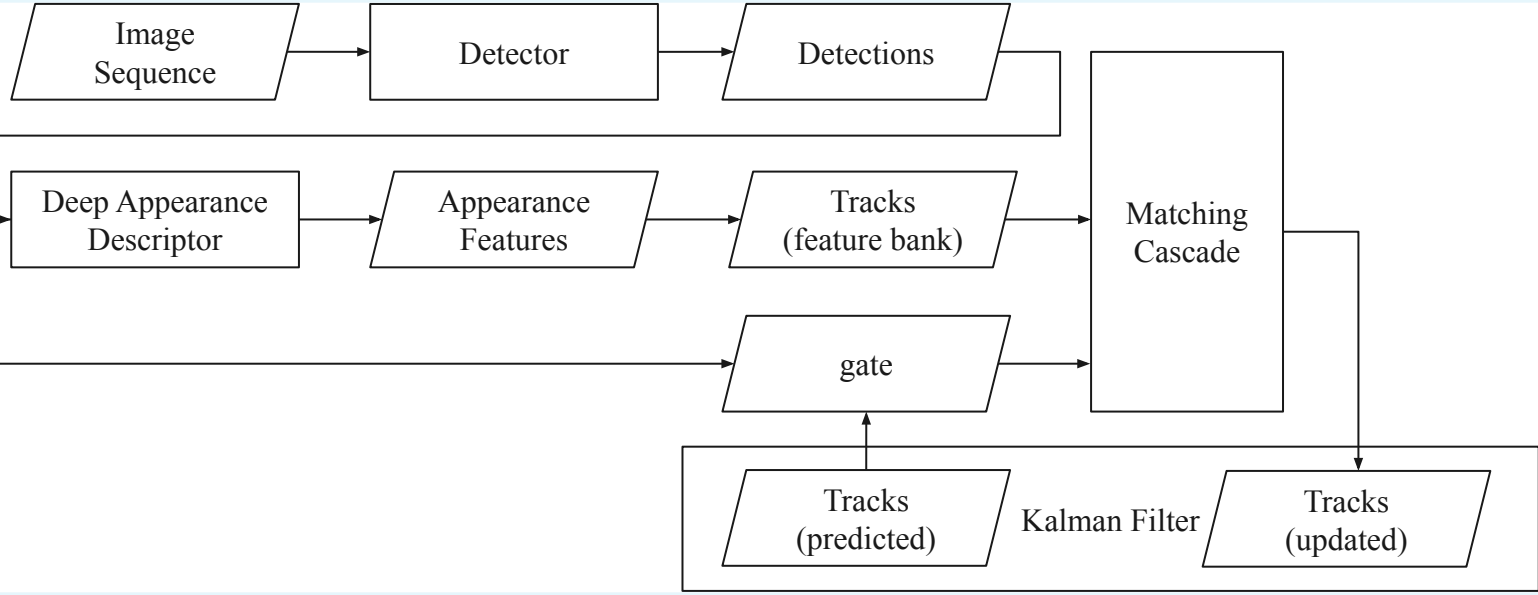 Image
Sequence
Detector
Detections
Deep Appearance
Descriptor
Appearance
Features
Tracks
(feature bank)
Matching
Cascade
gate
Tracks
(predicted)
Kalman Filter
Tracks
(updated)